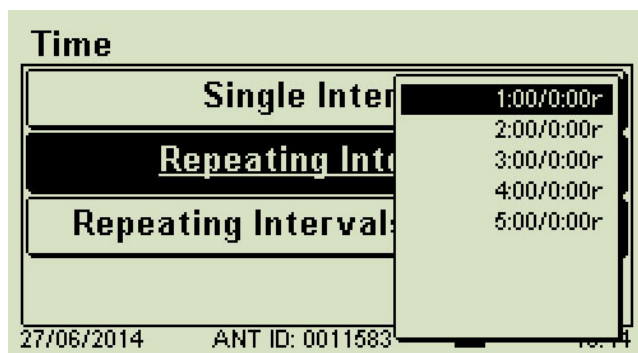 Time
Single Inter
Repeating Int
Repeating Interval
1:00/0:00r
2:00/0:00r
3:00/0:00r
4:00/0:00r
5:00/0:00r
27/06/2014 ANT ID: 0011583